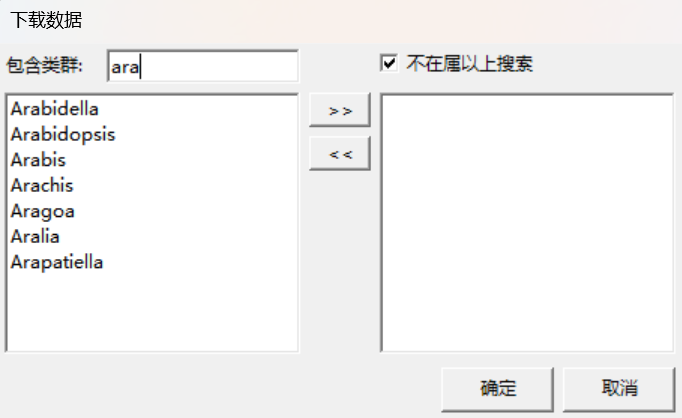 下载数据
包含类群: ara
不在属以上搜索
Arabidella
Arabidopsis
Arabis
Arachis
Aragoa
Aralia
Arapatiella
>>
<<
确定
取消